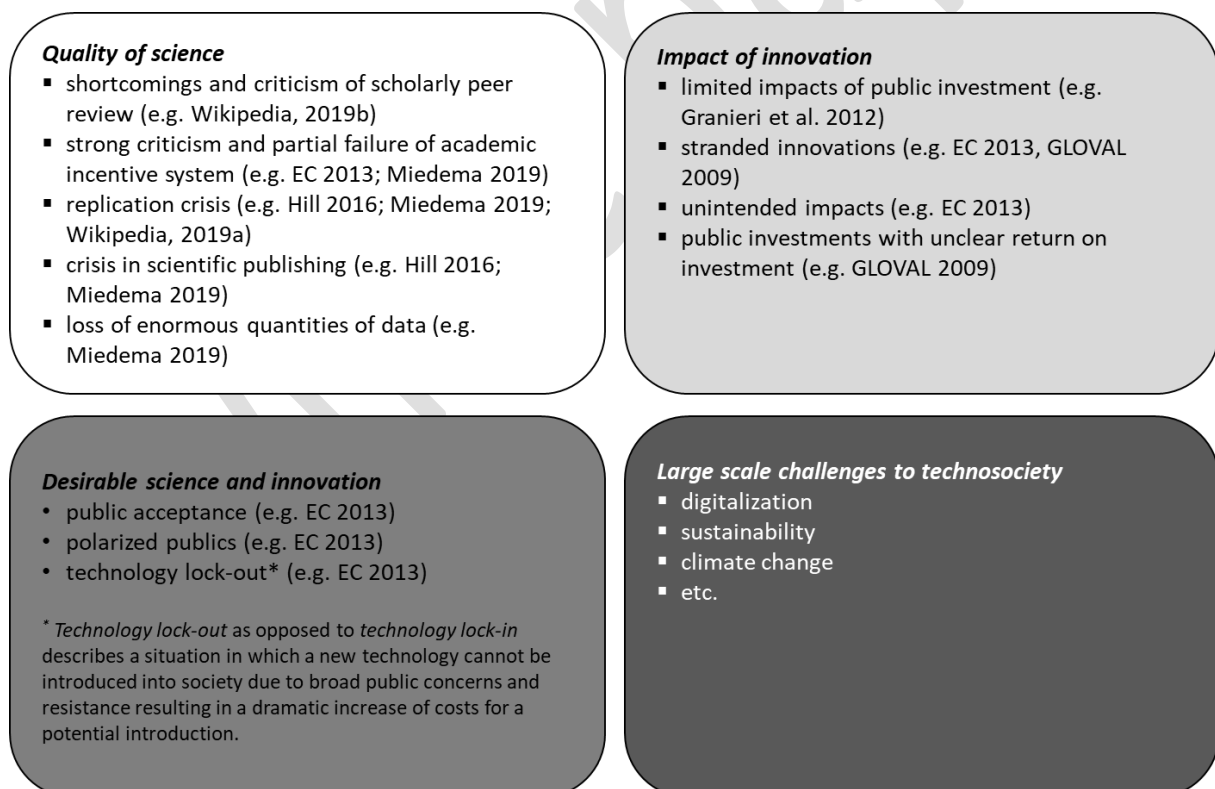 Quality of science
▪ shortcomings and criticism of scholarly peer
review (e.g. Wikipedia, 2019b)
▪ strong criticism and partial failure of academic
incentive system (e.g. EC 2013; Miedema 2019)
▪ replication crisis (e.g. Hill 2016; Miedema 2019;
Wikipedia, 2019a)
▪ crisis in scientific publishing (e.g. Hill 2016;
Miedema 2019)
▪ loss of enormous quantities of data (e.g.
Miedema 2019)
Impact of innovation
▪ limited impacts of public investment (e.g.
Granieri et al. 2012)
▪ stranded innovations (e.g. EC 2013, GLOVAL
2009)
▪ unintended impacts (e.g. EC 2013)
▪ public investments with unclear return on
investment (e.g. GLOVAL 2009)
Desirable science and innovation
• public acceptance (e.g. EC 2013)
• polarized publics (e.g. EC 2013)
• technology lock-out* (e.g. EC 2013)
* Technology lock-out as opposed to technology lock-in
describes a situation in which a new technology cannot be
introduced into society due to broad public concerns and
resistance resulting in a dramatic increase of costs for a
potential introduction.
Large scale challenges to technosociety
▪ digitalization
▪ sustainability
▪ climate change
▪ etc.